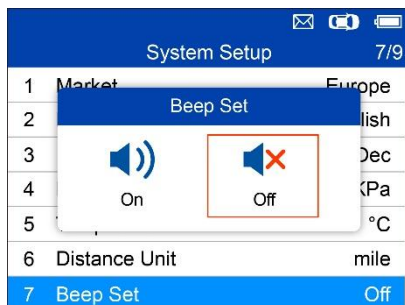 System Setup 7/9
1 Market Europe
Beep Set
2 lish
3 Dec
On Off
4 KPa
5 °C
6 Distance Unit mile
7 Beep Set Off